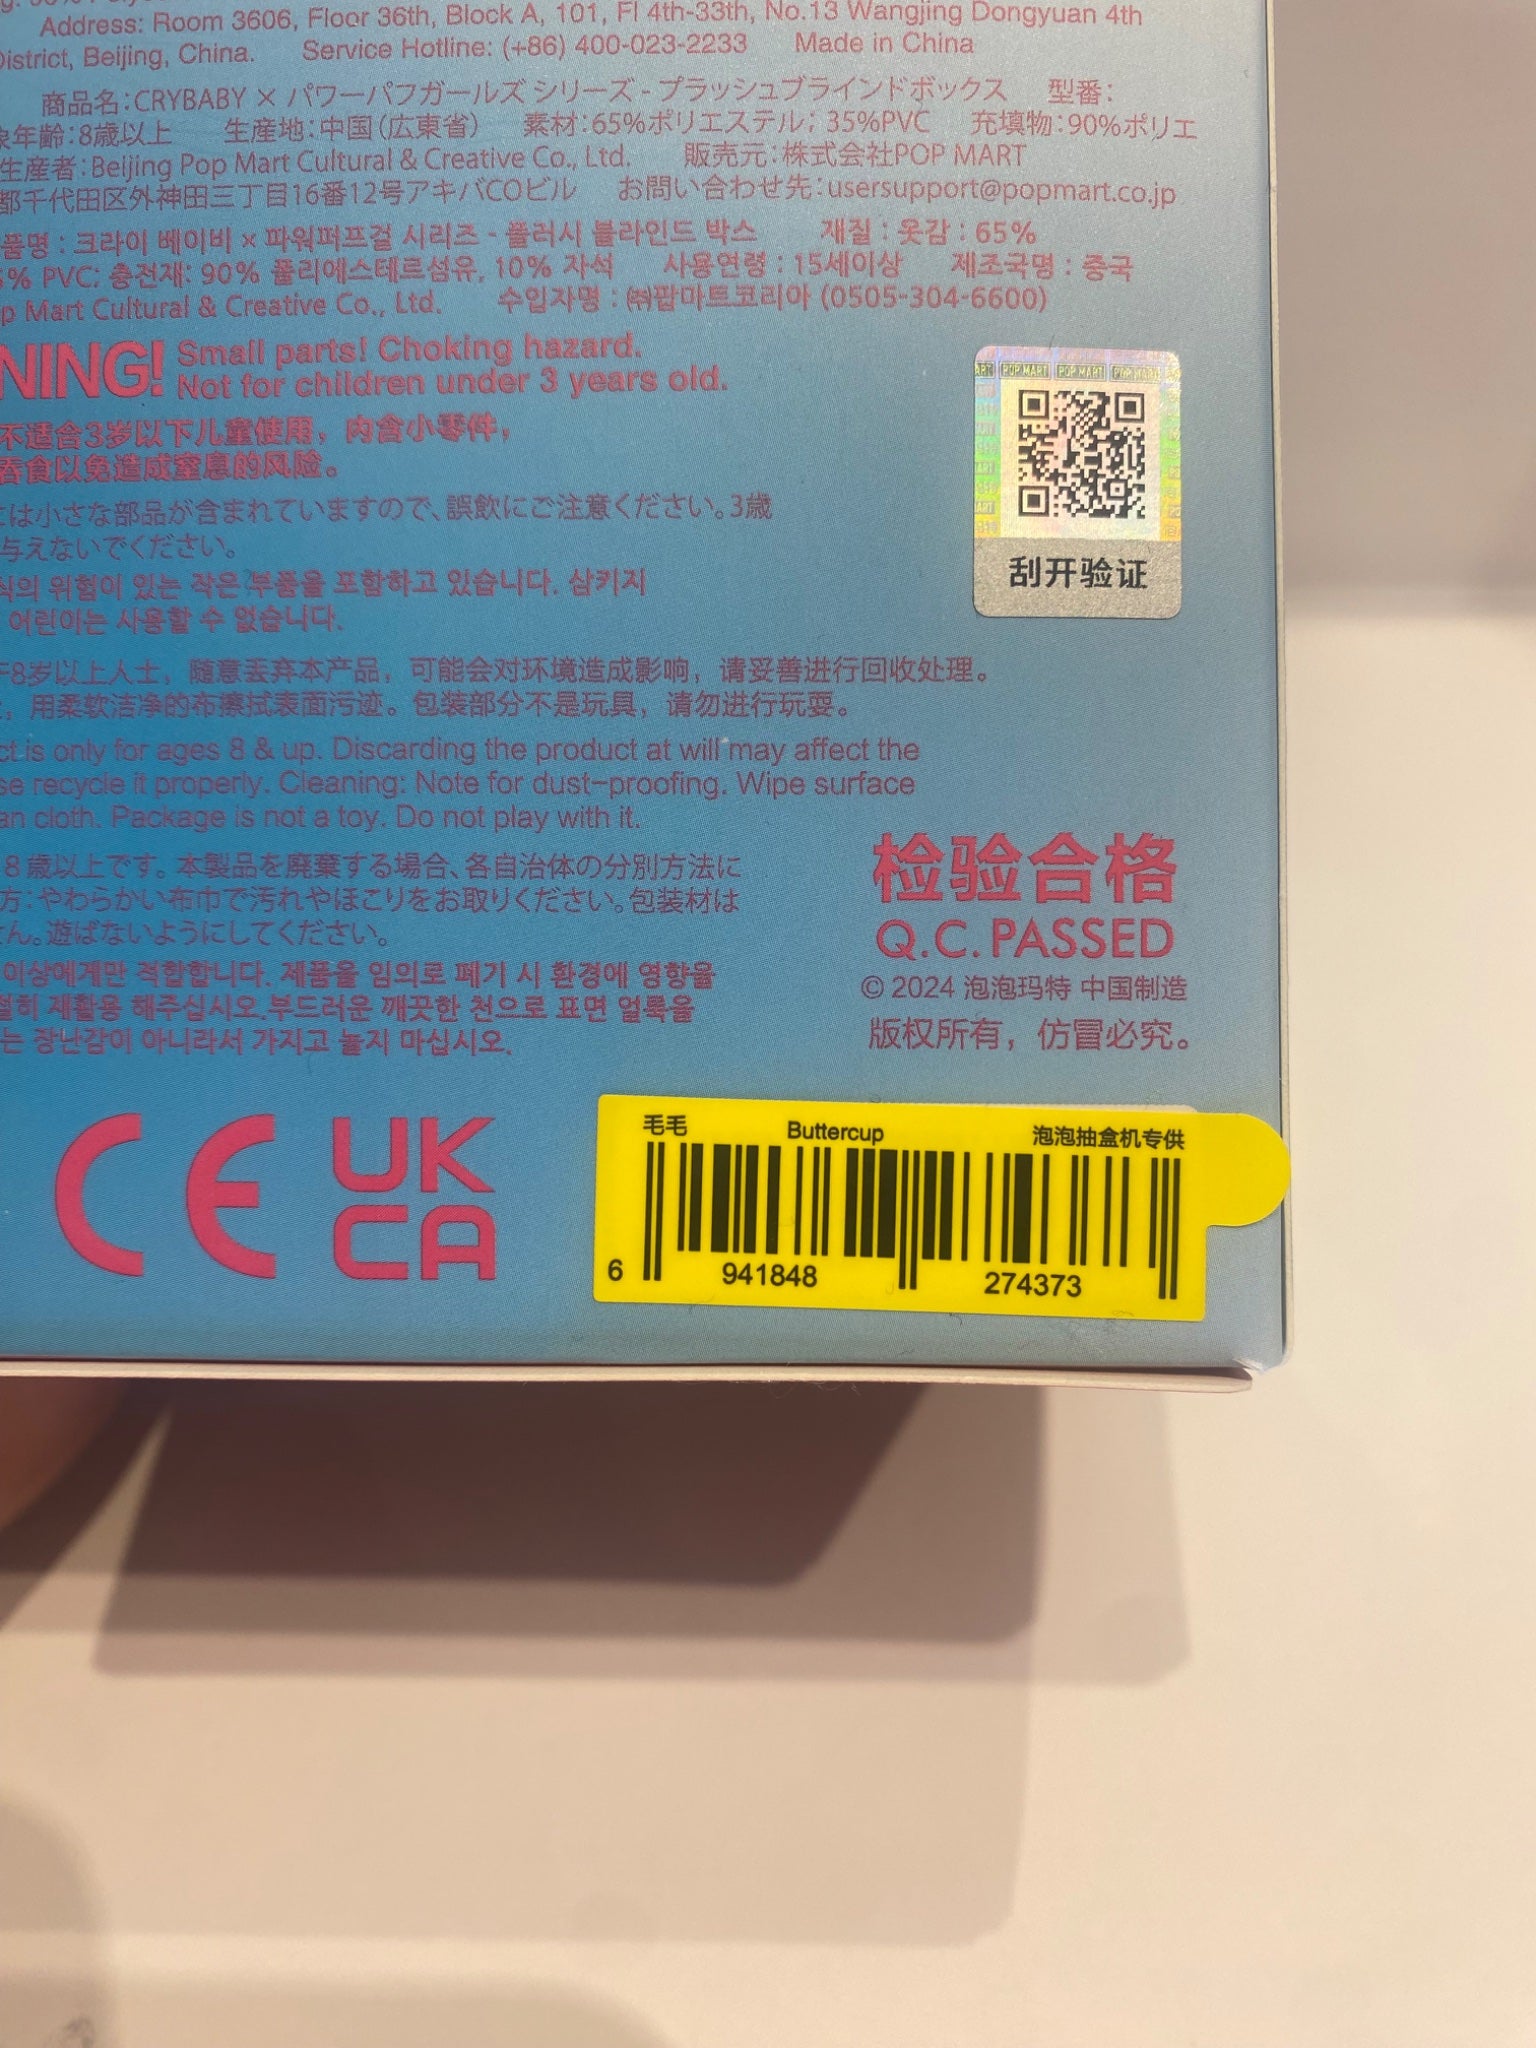 Address: Room 3606, Floor 36th, Block A, 101, Fl 4th-33th, No.13 Wangjing Dongyuan 4th
District, Beijing, China. Service Hotline: (+86) 400-023-2233 Made in China
商品名:CRYBABY × パワーパフガールズ シリーズ - プラッシュブラインドボックス 型番:
象年齢:8歳以上 生産地:中国(広東省) 素材:65%ポリエステル; 35%PVC 充填物:90%ポリエ
生産者:Beijing Pop Mart Cultural & Creative Co., Ltd. 販売元:株式会社POP MART
都千代田区外神田三丁目16番12号アキバCOビル お問い合わせ先:usersupport@popmart.co.jp
품명 : 크라이 베이비 × 파워퍼프걸 시리즈 - 플러시 블라인드 박스 재질 : 옷감 : 65%
5% PVC; 충전재: 90% 폴리에스테르섬유, 10% 자석 사용연령 : 15세이상 제조국명 : 중국
Pop Mart Cultural & Creative Co., Ltd. 수입자명 : ㈜팝마트코리아 (0505-304-6600)
NING! Small parts! Choking hazard.
Not for children under 3 years old.
不适合3岁以下儿童使用，内含小零件，
吞食以免造成窒息的风险。
には小さな部品が含まれていますので、誤飲にご注意ください。3歳
与えないでください。
식의 위험이 있는 작은 부품을 포함하고 있습니다. 삼키지
어린이는 사용할 수 없습니다.
于8岁以上人士，随意丢弃本产品，可能会对环境造成影响，请妥善进行回收处理。
，用柔软洁净的布擦拭表面污迹。包装部分不是玩具，请勿进行玩耍。
ct is only for ages 8 & up. Discarding the product at will may affect the
se recycle it properly. Cleaning: Note for dust-proofing. Wipe surface
an cloth. Package is not a toy. Do not play with it.
8歳以上です。本製品を廃棄する場合、各自治体の分別方法に
方:やわらかい布巾で汚れやほこりをお取りください。包装材は
せん。遊ばないようにしてください。
이상에게만 적합합니다. 제품을 임의로 폐기 시 환경에 영향을
절히 재활용 해주십시오.부드러운 깨끗한 천으로 표면 얼룩을
는 장난감이 아니라서 가지고 놀지 마십시오.
POP MART POP MART POP MART
刮开验证
检验合格
Q.C.PASSED
© 2024 泡泡玛特 中国制造
版权所有，仿冒必究。
CE UK
CA
毛毛 Buttercup 泡泡抽盒机专供
6 941848 274373